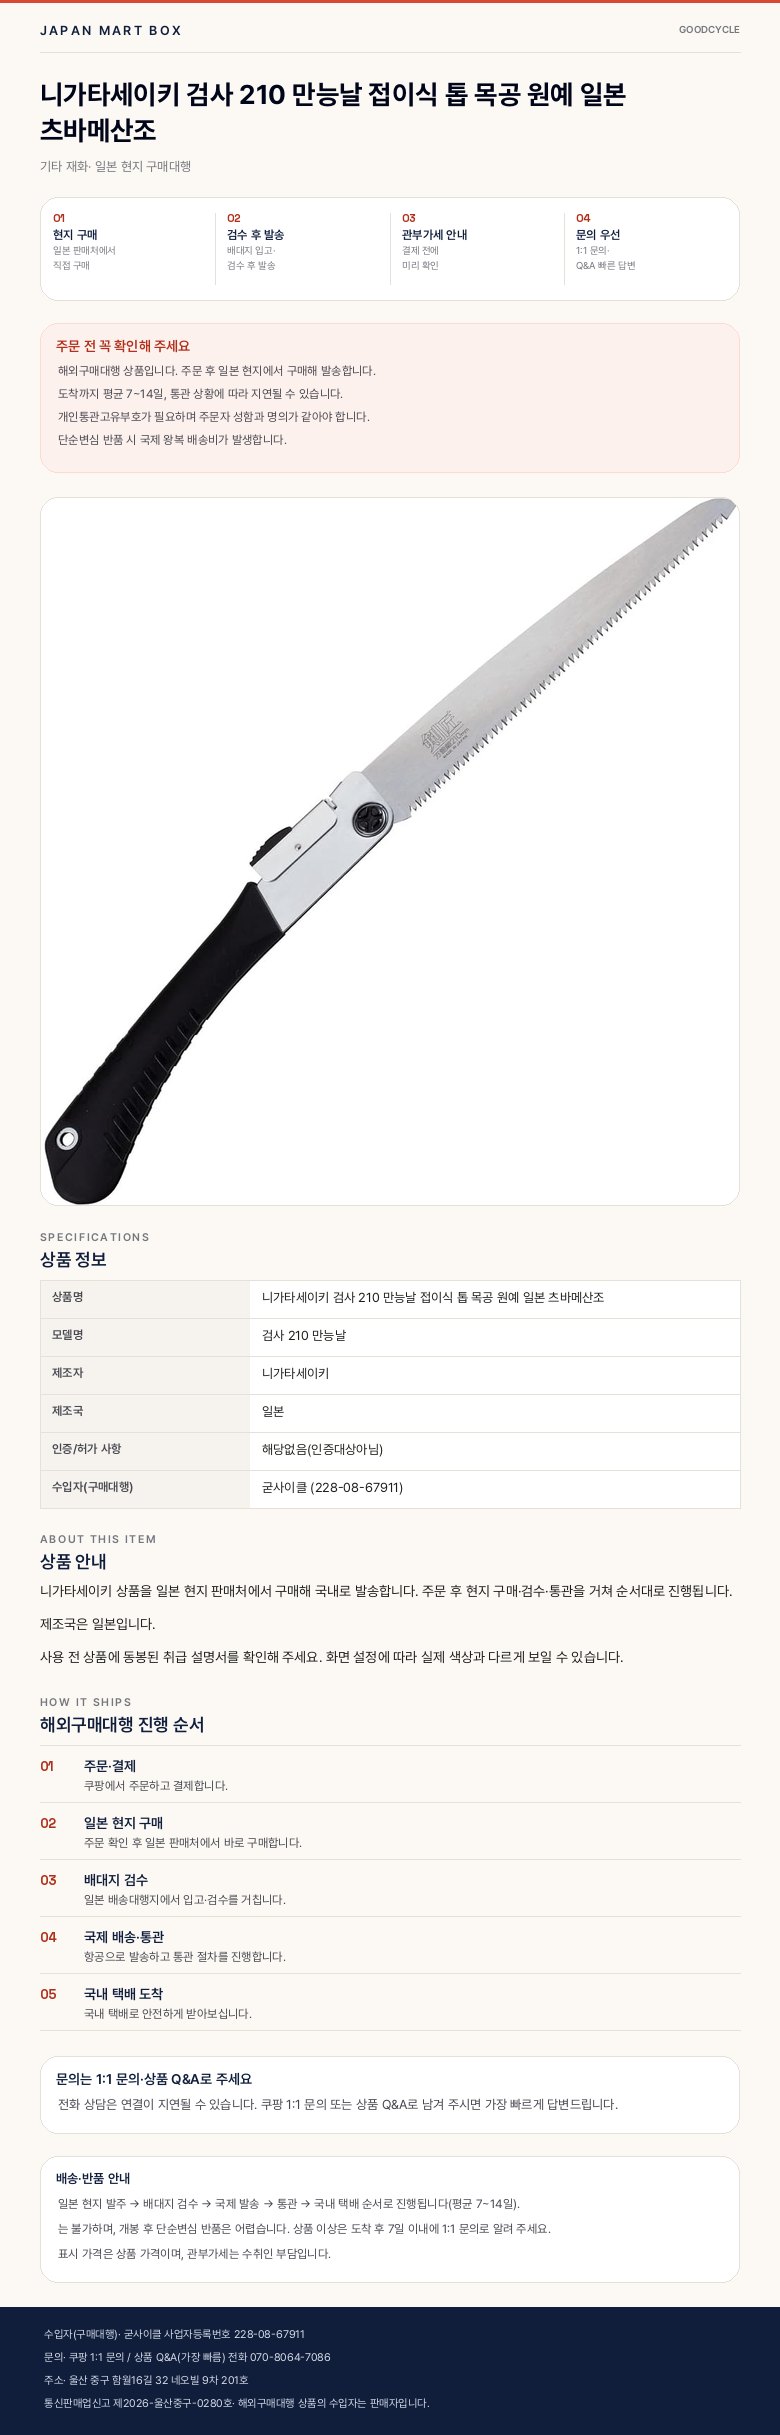 JAPAN MART BOX
GOODCYCLE
니가타세이키 검사 210 만능날 접이식 톱 목공 원예 일본
츠바메산조
기타 재화· 일본 현지 구매대행
01
현지 구매
일본 판매처에서
직접 구매
02
검수 후 발송
배대지 입고·
검수 후 발송
03
관부가세 안내
결제 전에
미리 확인
04
문의 우선
1:1 문의·
Q&A 빠른 답변
주문 전 꼭 확인해 주세요
해외구매대행 상품입니다. 주문 후 일본 현지에서 구매해 발송합니다.
도착까지 평균 7~14일, 통관 상황에 따라 지연될 수 있습니다.
개인통관고유부호가 필요하며 주문자 성함과 명의가 같아야 합니다.
단순변심 반품 시 국제 왕복 배송비가 발생합니다.
SPECIFICATIONS
상품 정보
상품명 니가타세이키 검사 210 만능날 접이식 톱 목공 원예 일본 츠바메산조
모델명 검사 210 만능날
제조자 니가타세이키
제조국 일본
인증/허가 사항 해당없음(인증대상아님)
수입자(구매대행) 굳사이클 (228-08-67911)
ABOUT THIS ITEM
상품 안내
니가타세이키 상품을 일본 현지 판매처에서 구매해 국내로 발송합니다. 주문 후 현지 구매·검수·통관을 거쳐 순서대로 진행됩니다.
제조국은 일본입니다.
사용 전 상품에 동봉된 취급 설명서를 확인해 주세요. 화면 설정에 따라 실제 색상과 다르게 보일 수 있습니다.
HOW IT SHIPS
해외구매대행 진행 순서
01 주문·결제
쿠팡에서 주문하고 결제합니다.
02 일본 현지 구매
주문 확인 후 일본 판매처에서 바로 구매합니다.
03 배대지 검수
일본 배송대행지에서 입고·검수를 거칩니다.
04 국제 배송·통관
항공으로 발송하고 통관 절차를 진행합니다.
05 국내 택배 도착
국내 택배로 안전하게 받아보십니다.
문의는 1:1 문의·상품 Q&A로 주세요
전화 상담은 연결이 지연될 수 있습니다. 쿠팡 1:1 문의 또는 상품 Q&A로 남겨 주시면 가장 빠르게 답변드립니다.
배송·반품 안내
일본 현지 발주 → 배대지 검수 → 국제 발송 → 통관 → 국내 택배 순서로 진행됩니다(평균 7~14일).
는 불가하며, 개봉 후 단순변심 반품은 어렵습니다. 상품 이상은 도착 후 7일 이내에 1:1 문의로 알려 주세요.
표시 가격은 상품 가격이며, 관부가세는 수취인 부담입니다.
수입자(구매대행)· 굳사이클 사업자등록번호 228-08-67911
문의· 쿠팡 1:1 문의 / 상품 Q&A(가장 빠름) 전화 070-8064-7086
주소· 울산 중구 함월16길 32 네오빌 9차 201호
통신판매업신고 제2026-울산중구-0280호· 해외구매대행 상품의 수입자는 판매자입니다.